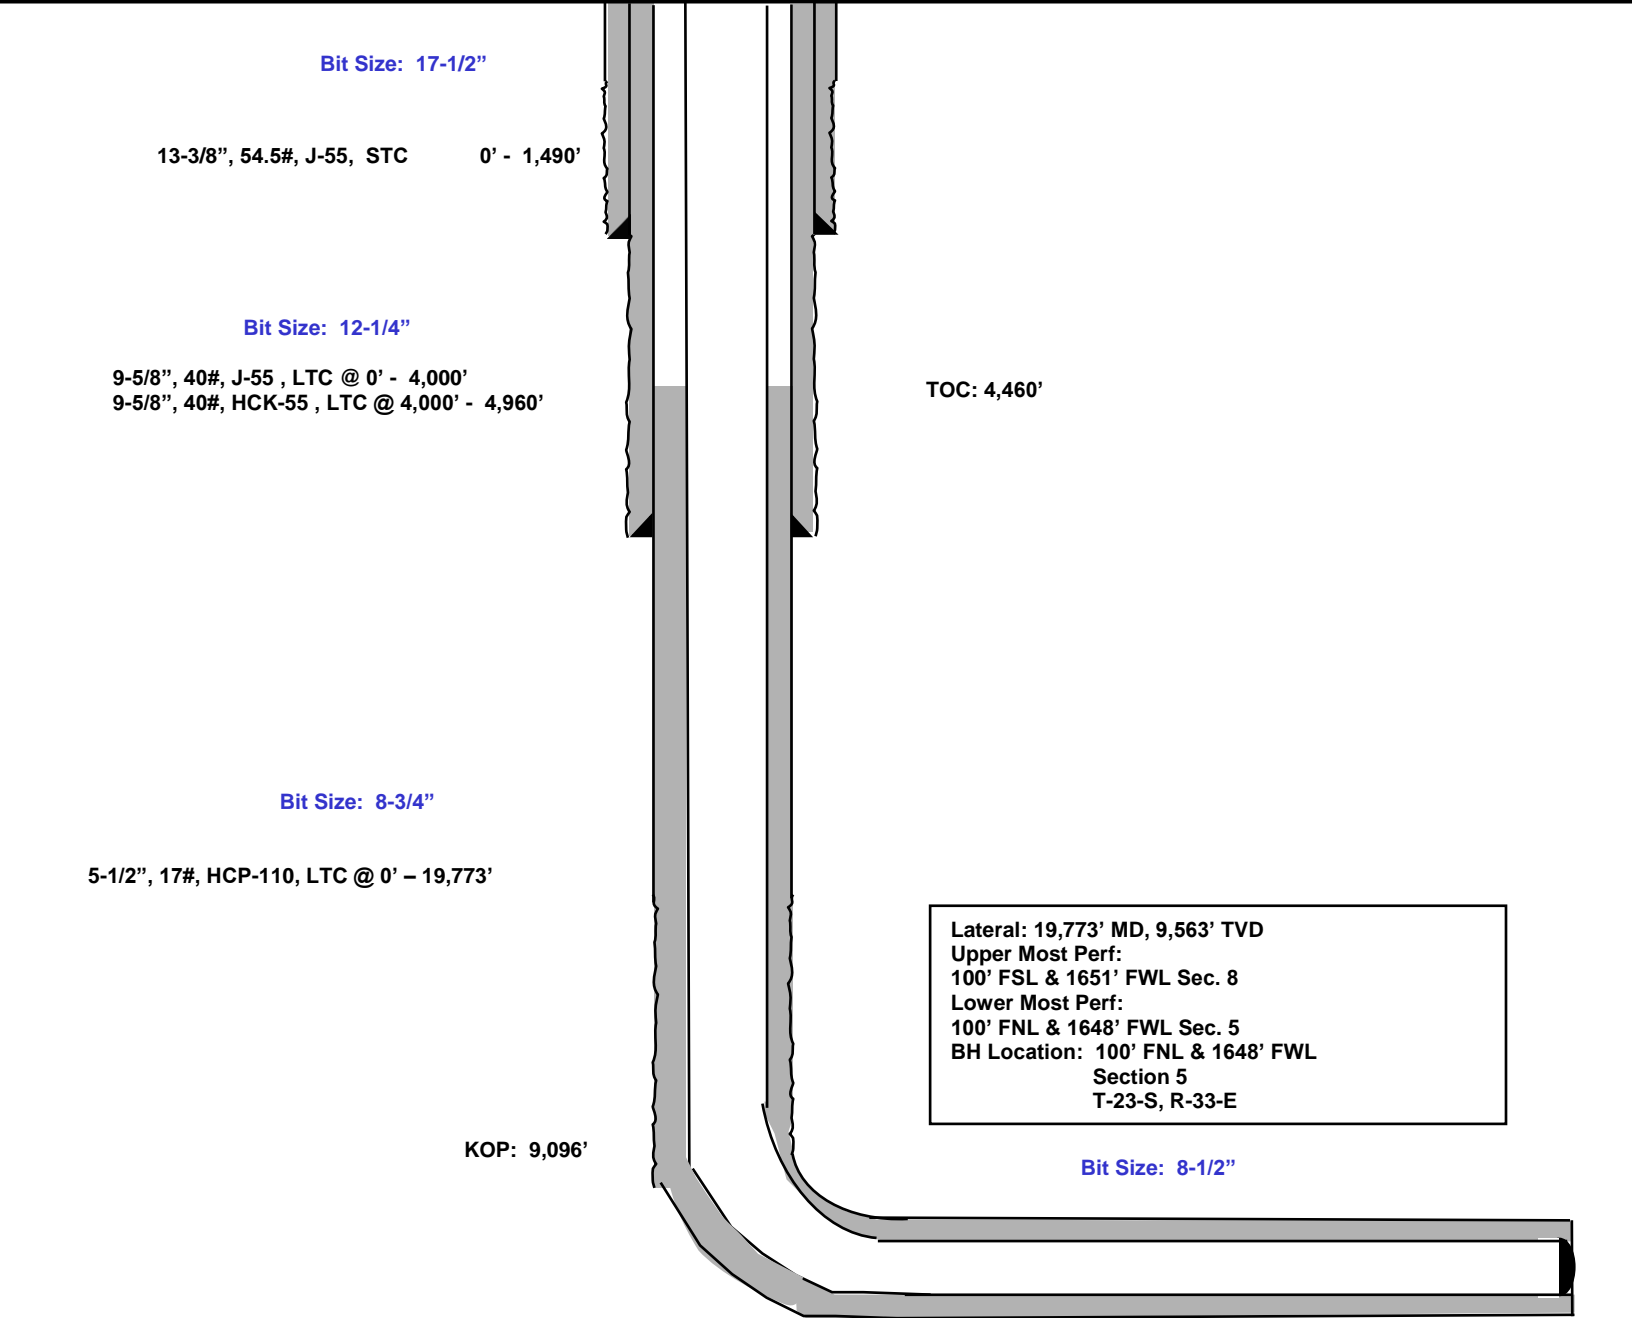 Bit Size: 17-1/2”
13-3/8”, 54.5#, J-55, STC 0’ - 1,490’
Bit Size: 12-1/4”
9-5/8”, 40#, J-55 , LTC @ 0’ - 4,000’
9-5/8”, 40#, HCK-55 , LTC @ 4,000’ - 4,960’
TOC: 4,460’
Bit Size: 8-3/4”
5-1/2”, 17#, HCP-110, LTC @ 0’ – 19,773’
Lateral: 19,773’ MD, 9,563’ TVD
Upper Most Perf:
100’ FSL & 1651’ FWL Sec. 8
Lower Most Perf:
100’ FNL & 1648’ FWL Sec. 5
BH Location: 100’ FNL & 1648’ FWL
Section 5
T-23-S, R-33-E
KOP: 9,096’
Bit Size: 8-1/2”